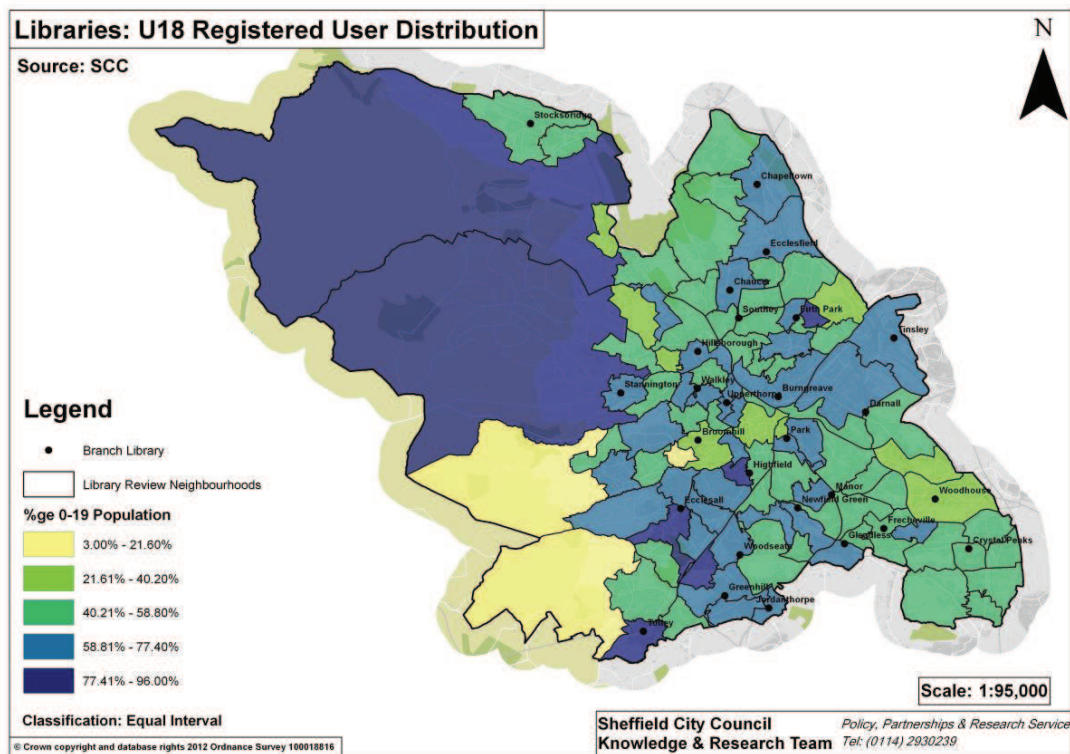 Libraries: U18 Registered User Distribution
Source: SCC
N
Stocksbridge
Chapeltown
Ecclesfield
Chaucer
Southey
Firth Park
Tinsley
Hillsborough
Stannington
Walkley
Upperthorpe
Burngreave
Darnall
Broomhill
Park
Highfield
Manor
Woodhouse
Ecclesall
Newfield Green
Frecheville
Gleadless
Crystal Peaks
Woodseats
Greenhill
Jordanthorpe
Totley
Legend
Branch Library
Library Review Neighbourhoods
%ge 0-19 Population
3.00% - 21.60%
21.61% - 40.20%
40.21% - 58.80%
58.81% - 77.40%
77.41% - 96.00%
Classification: Equal Interval
© Crown copyright and database rights 2012 Ordnance Survey 100018816
Scale: 1:95,000
Sheffield City Council
Knowledge & Research Team
Policy, Partnerships & Research Service
Tel: (0114) 2930239